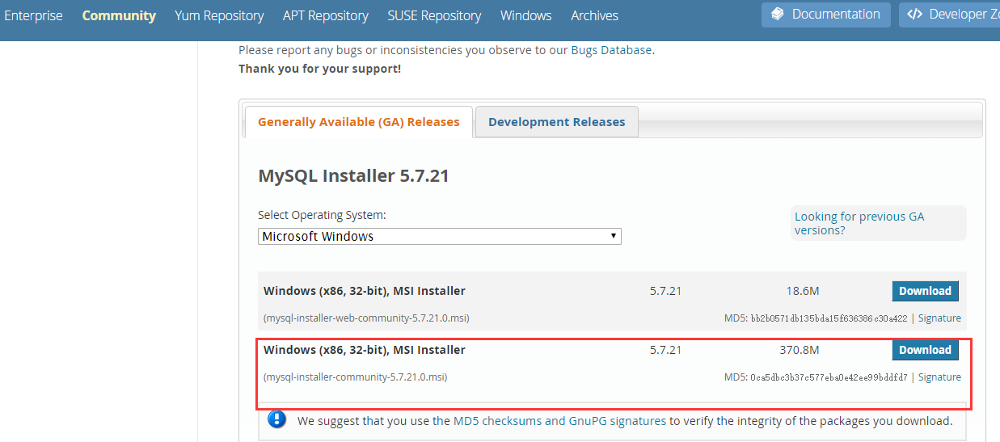 Enterprise Community Yum Repository APT Repository SUSE Repository Windows Archives Documentation </> Developer Zo
Please report any bugs or inconsistencies you observe to our Bugs Database.
Thank you for your support!
Generally Available (GA) Releases Development Releases
MySQL Installer 5.7.21
Select Operating System:
Looking for previous GA
versions?
Microsoft Windows
Windows (x86, 32-bit), MSI Installer 5.7.21 18.6M Download
(mysql-installer-web-community-5.7.21.0.msi) MD5: bb2b0571db135bda15f636386c30a422 | Signature
Windows (x86, 32-bit), MSI Installer 5.7.21 370.8M Download
(mysql-installer-community-5.7.21.0.msi) MD5: 0ca5dbc3b37c577eba0e42ee99bddfd7 | Signature
We suggest that you use the MD5 checksums and GnuPG signatures to verify the integrity of the packages you download.